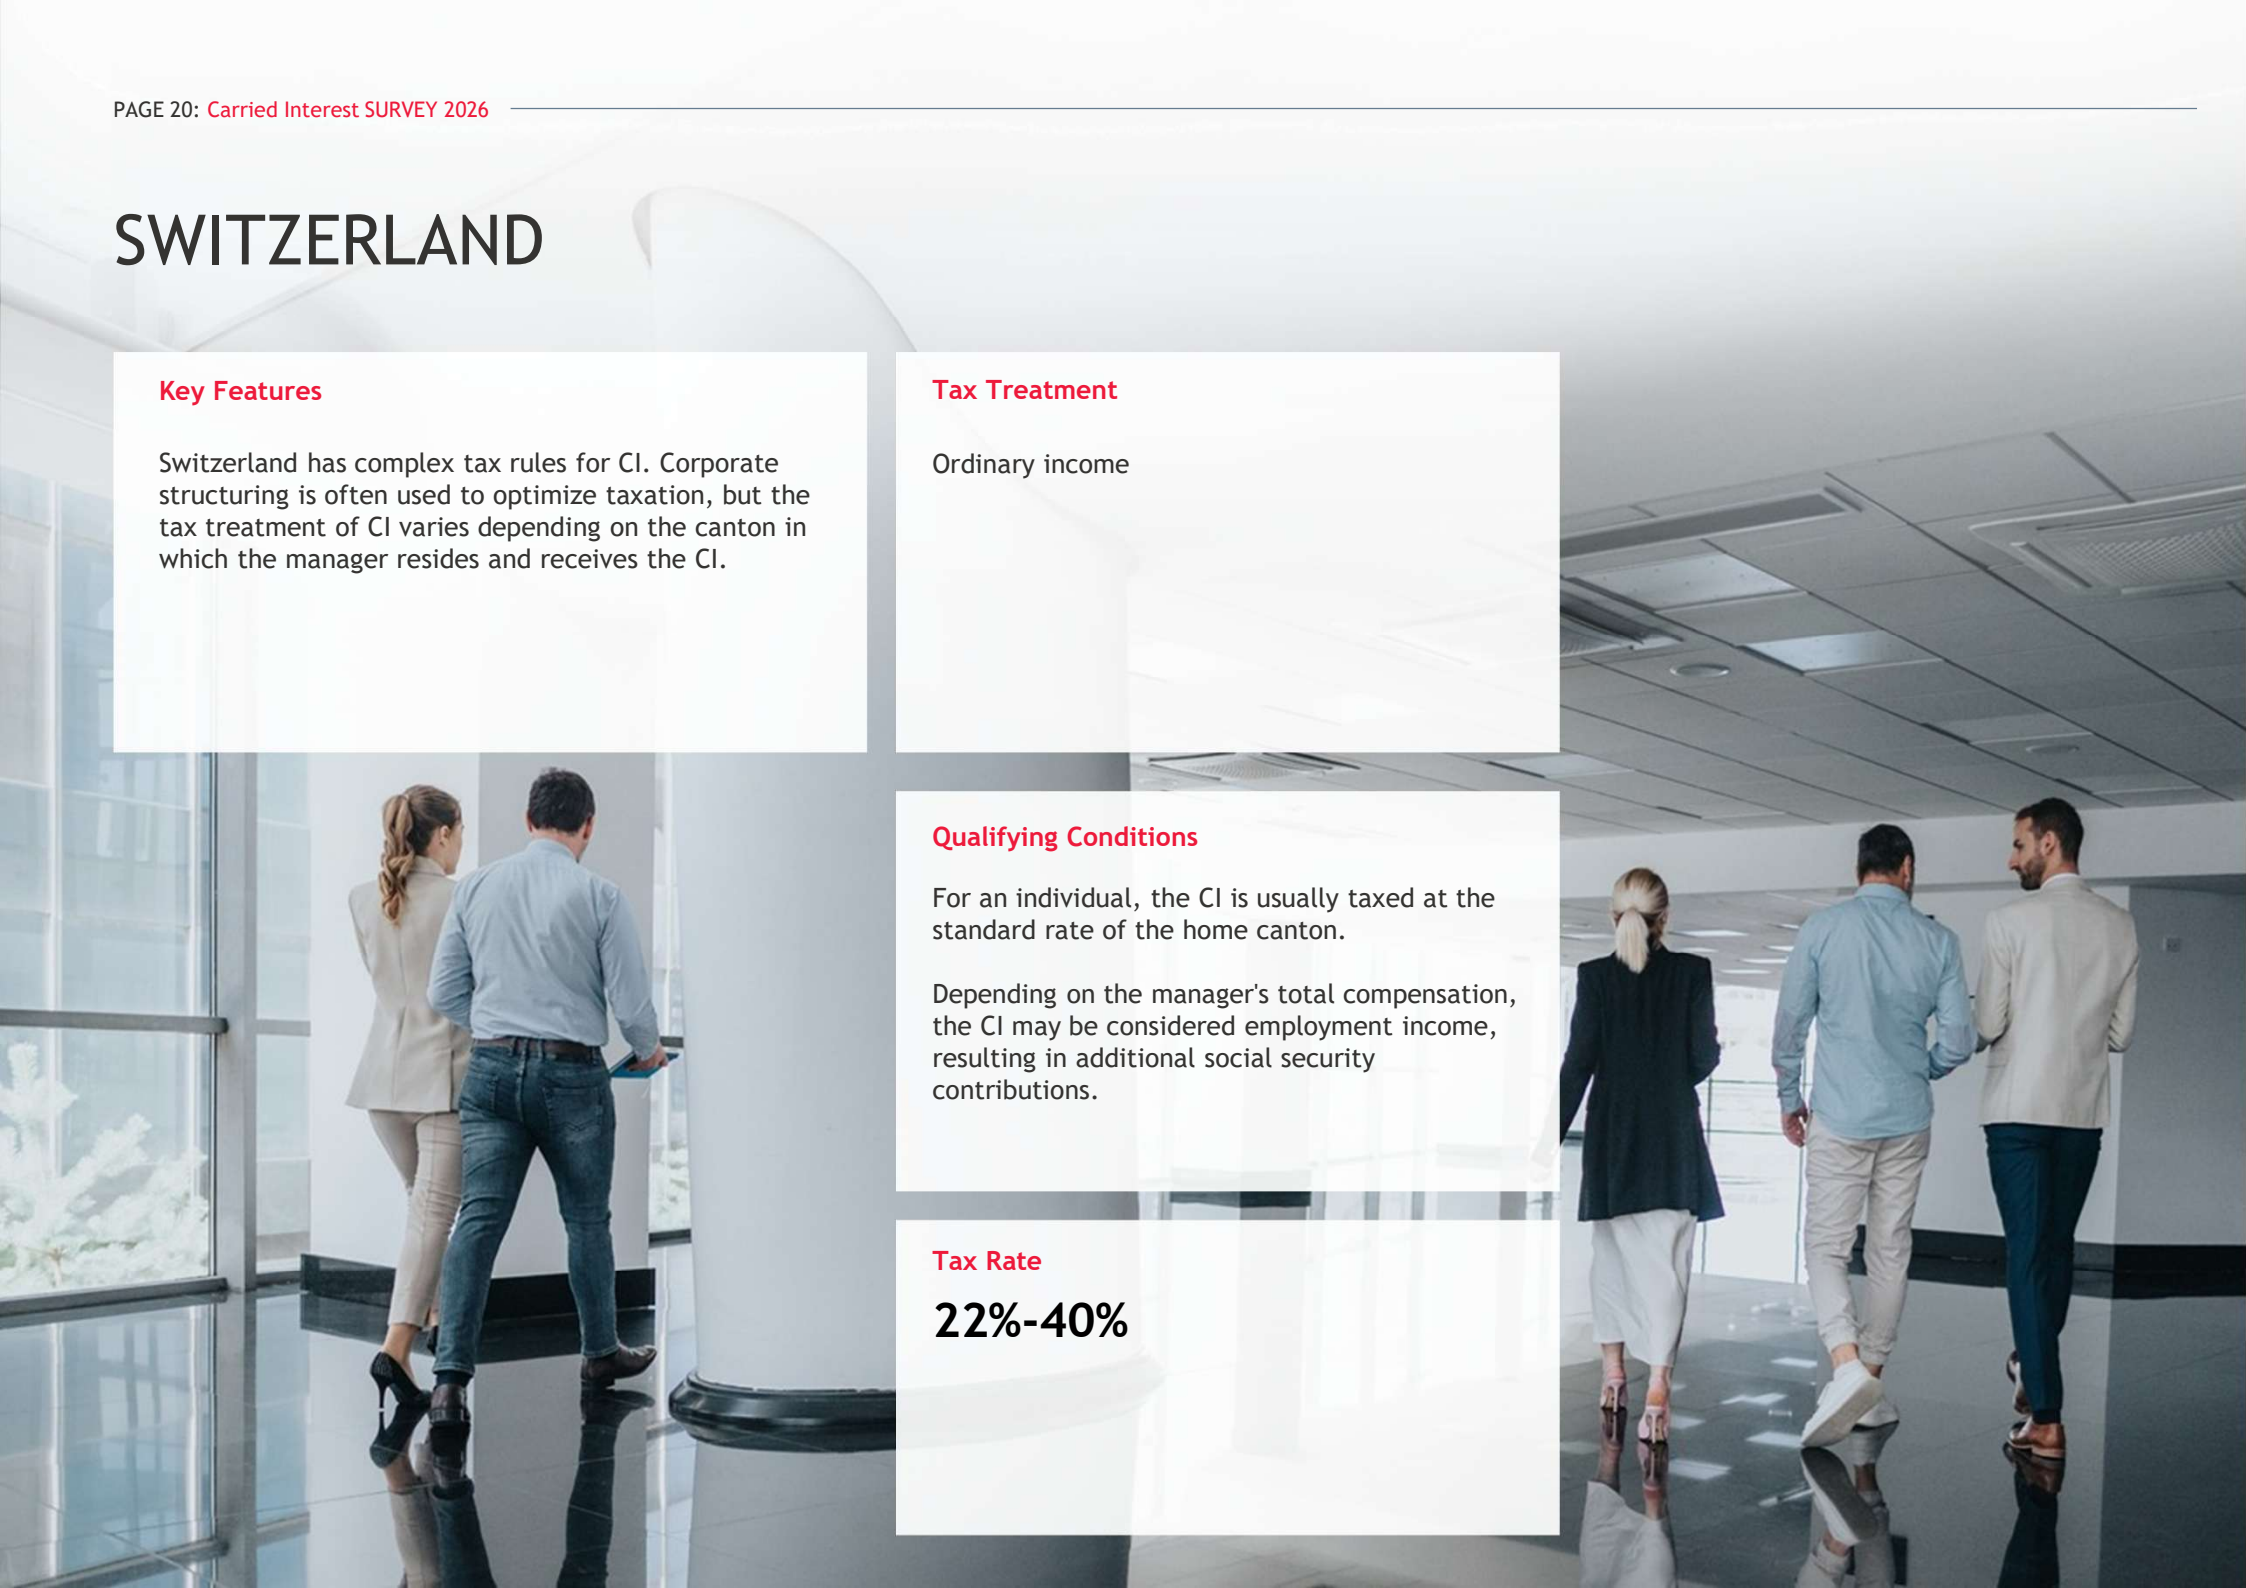 PAGE 20: Carried Interest SURVEY 2026
SWITZERLAND
Key Features
Switzerland has complex tax rules for CI. Corporate
structuring is often used to optimize taxation, but the
tax treatment of CI varies depending on the canton in
which the manager resides and receives the CI.
Tax Treatment
Ordinary income
Qualifying Conditions
For an individual, the CI is usually taxed at the
standard rate of the home canton.
Depending on the manager's total compensation,
the CI may be considered employment income,
resulting in additional social security
contributions.
Tax Rate
22%-40%